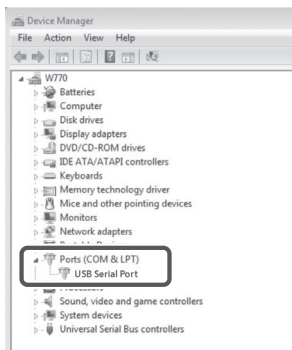 Device Manager
File Action View Help
W770
Batteries
Computer
Disk drives
Display adapters
DVD/CD-ROM drives
IDE ATA/ATAPI controllers
Keyboards
Memory technology driver
Mice and other pointing devices
Monitors
Network adapters
Ports (COM & LPT)
USB Serial Port
Sound, video and game controllers
System devices
Universal Serial Bus controllers